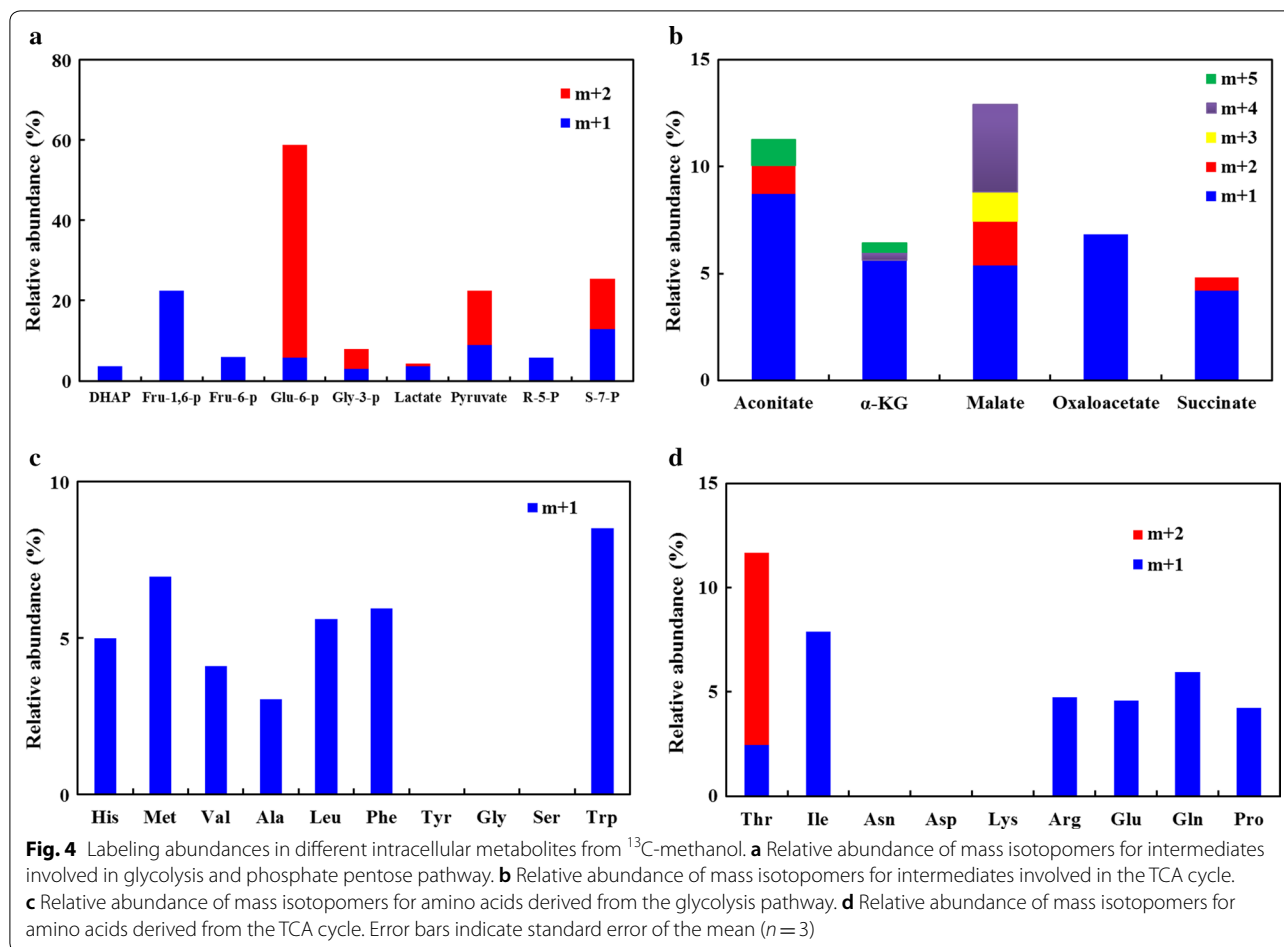 a
80
60
40
20
0
Relative abundance (%)
m+2
m+1
DHAP Fru-1,6-p Fru-6-p Glu-6-p Gly-3-p Lactate Pyruvate R-5-P S-7-P
b
15
10
5
0
Relative abundance (%)
m+5
m+4
m+3
m+2
m+1
Aconitate α-KG Malate Oxaloacetate Succinate
c
10
5
0
Relative abundance (%)
m+1
His Met Val Ala Leu Phe Tyr Gly Ser Trp
d
15
10
5
0
Relative abundance (%)
m+2
m+1
Thr Ile Asn Asp Lys Arg Glu Gln Pro
Fig. 4 Labeling abundances in different intracellular metabolites from ¹³C-methanol. a Relative abundance of mass isotopomers for intermediates
involved in glycolysis and phosphate pentose pathway. b Relative abundance of mass isotopomers for intermediates involved in the TCA cycle.
c Relative abundance of mass isotopomers for amino acids derived from the glycolysis pathway. d Relative abundance of mass isotopomers for
amino acids derived from the TCA cycle. Error bars indicate standard error of the mean (n = 3)